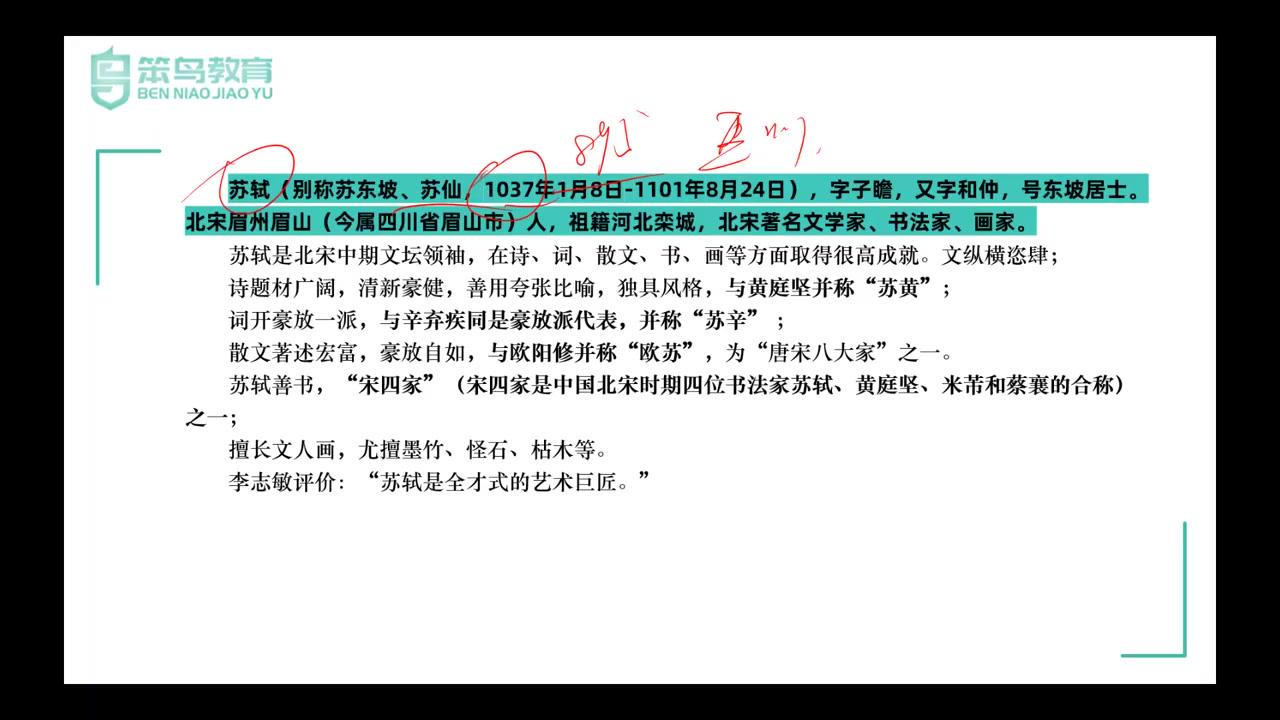 笨鸟教育
BEN NIAO JIAO YU
苏轼（别称苏东坡、苏仙，1037年1月8日-1101年8月24日），字子瞻，又字和仲，号东坡居士。
北宋眉州眉山（今属四川省眉山市）人，祖籍河北栾城，北宋著名文学家、书法家、画家。
苏轼是北宋中期文坛领袖，在诗、词、散文、书、画等方面取得很高成就。文纵横恣肆；
诗题材广阔，清新豪健，善用夸张比喻，独具风格，与黄庭坚并称“苏黄”；
词开豪放一派，与辛弃疾同是豪放派代表，并称“苏辛”；
散文著述宏富，豪放自如，与欧阳修并称“欧苏”，为“唐宋八大家”之一。
苏轼善书，“宋四家”（宋四家是中国北宋时期四位书法家苏轼、黄庭坚、米芾和蔡襄的合称）
之一；
擅长文人画，尤擅墨竹、怪石、枯木等。
李志敏评价：“苏轼是全才式的艺术巨匠。”